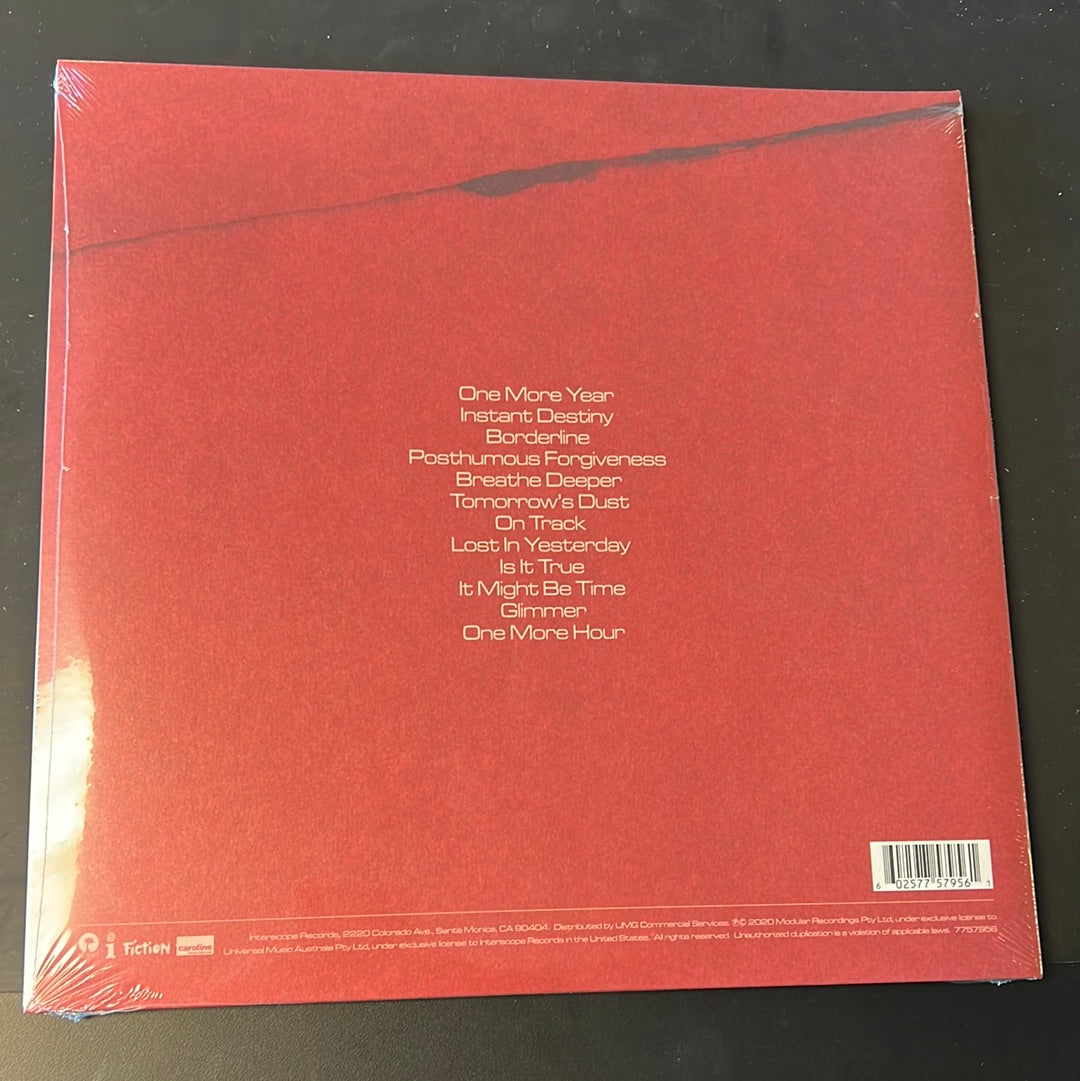 One More Year
Instant Destiny
Borderline
Posthumous Forgiveness
Breathe Deeper
Tomorrow's Dust
On Track
Lost In Yesterday
Is It True
It Might Be Time
Glimmer
One More Hour
6 02577 57956 1
Interscope Records, 2220 Colorado Ave., Santa Monica, CA 90404. Distributed by UMG Commercial Services. ℗© 2020 Modular Recordings Pty Ltd, under exclusive license to
Universal Music Australia Pty Ltd, under exclusive license to Interscope Records in the United States. All rights reserved. Unauthorized duplication is a violation of applicable laws. 7757956
i
Fiction
caroline